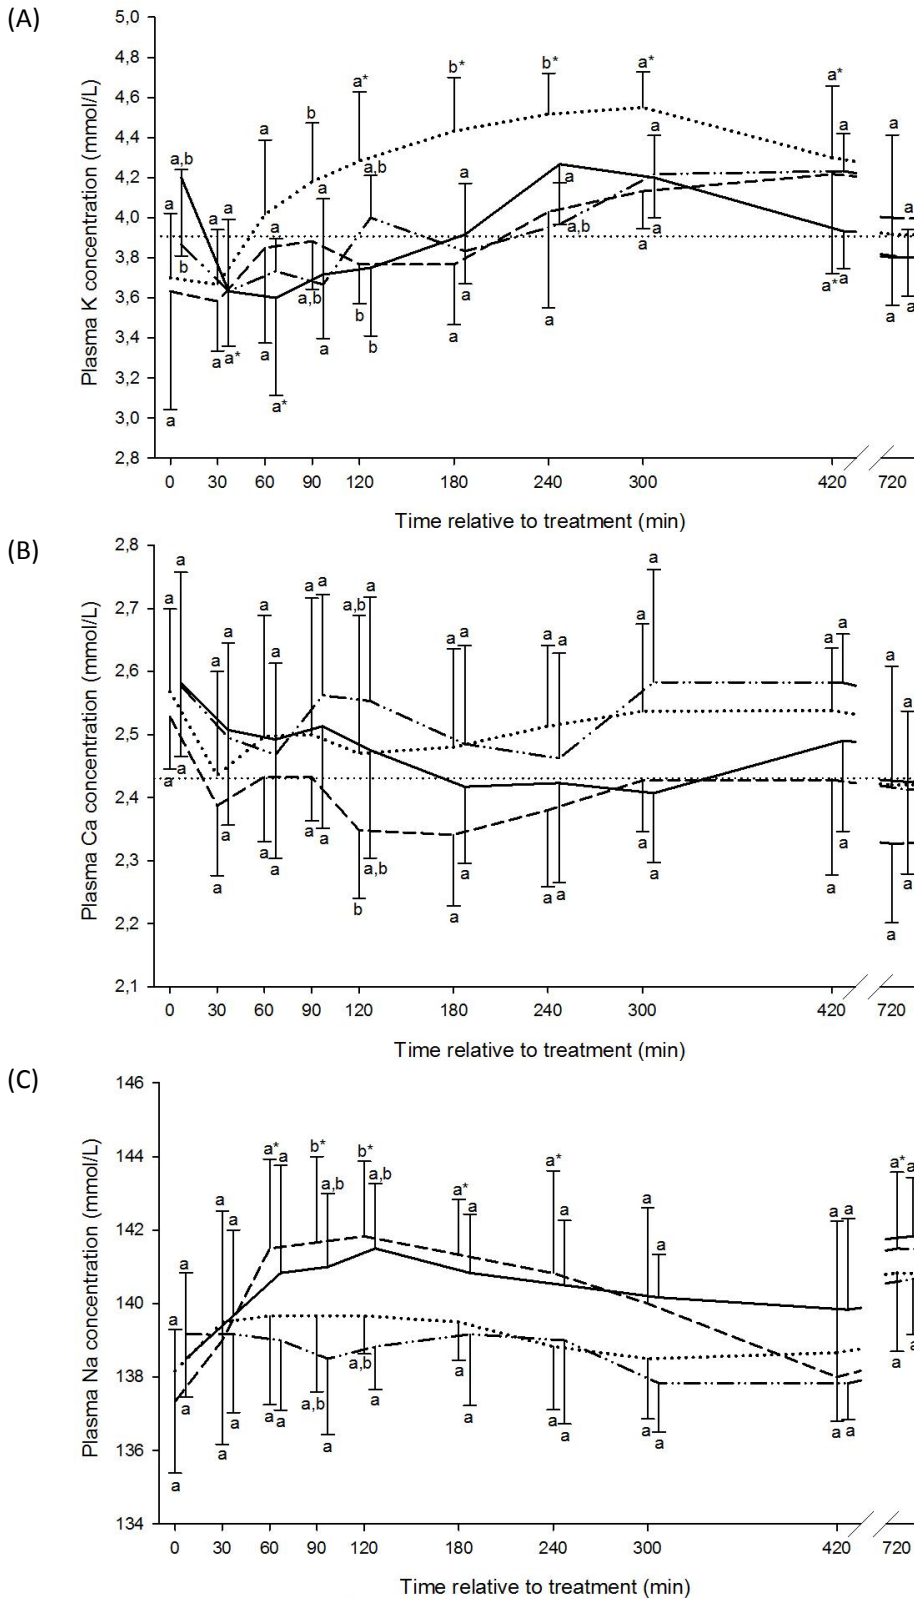 (A)
5,0
4,8
4,6
4,4
4,2
4,0
3,8
3,6
3,4
3,2
3,0
2,8
Plasma K concentration (mmol/L)
a a,b b a a a a* a a a a* a,b b a a* a,b b b a b* a a b* a a,b a* a a a a* a a* a a a a a
0 30 60 90 120 180 240 300 420 720
Time relative to treatment (min)
(B)
2,8
2,7
2,6
2,5
2,4
2,3
2,2
2,1
Plasma Ca concentration (mmol/L)
a a a a a,b a a a a a a a a a
a a a a a a a a b a,b a a a a a a a a a a
0 30 60 90 120 180 240 300 420 720
Time relative to treatment (min)
(C)
146
144
142
140
138
136
134
Plasma Na concentration (mmol/L)
a a a a a* a b* a,b b* a,b a* a a* a a a a a a* a
a a a a a a a,b a a,b a a a a a a a a a a a
0 30 60 90 120 180 240 300 420 720
Time relative to treatment (min)